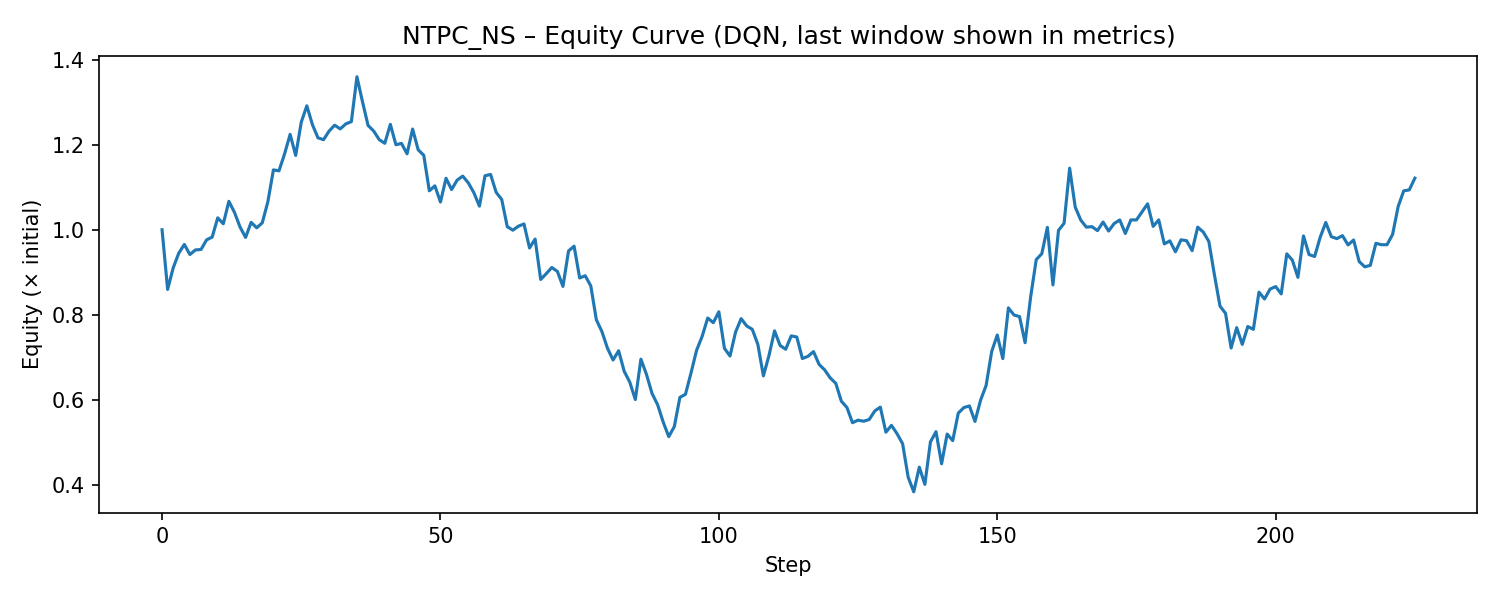 NTPC_NS – Equity Curve (DQN, last window shown in metrics)
Equity (× initial)
1.4
1.2
1.0
0.8
0.6
0.4
0 50 100 150 200
Step